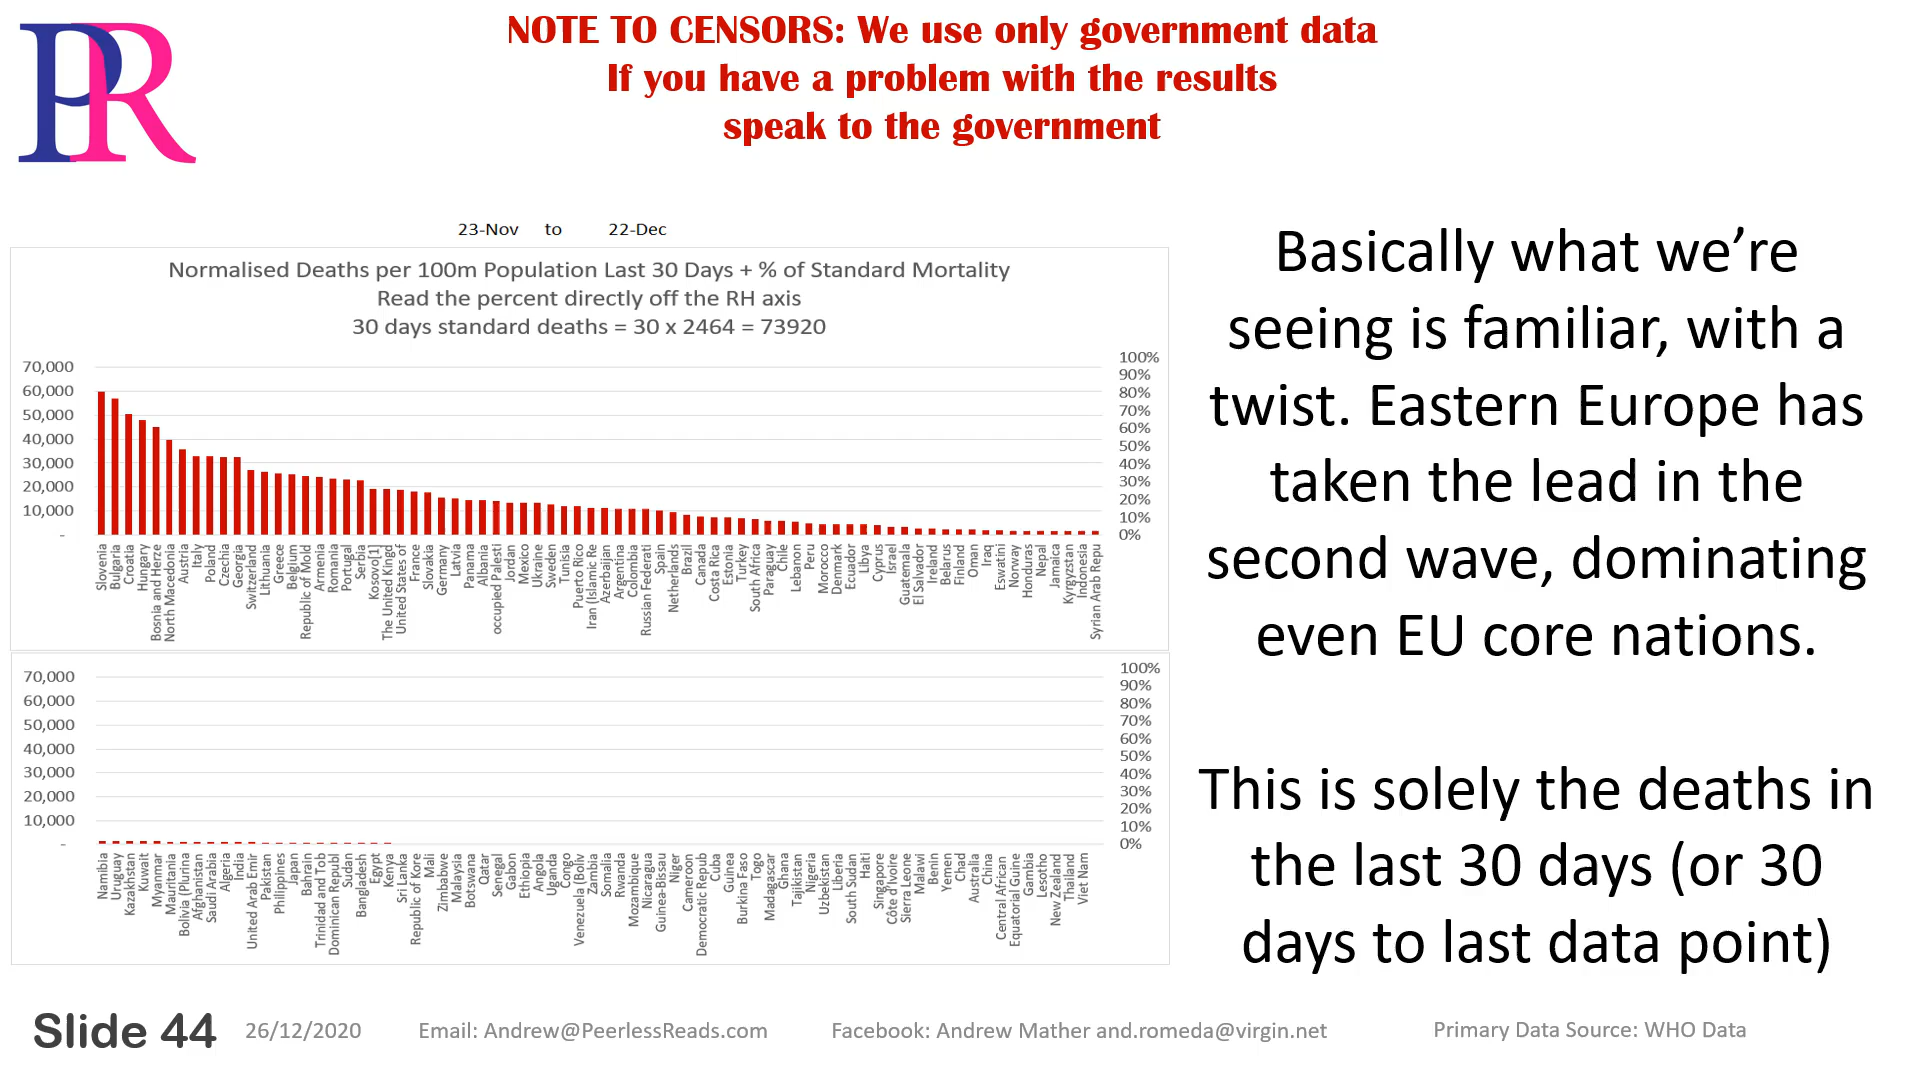 PR
NOTE TO CENSORS: We use only government data
If you have a problem with the results
speak to the government
23-Nov to 22-Dec
Normalised Deaths per 100m Population Last 30 Days + % of Standard Mortality
Read the percent directly off the RH axis
30 days standard deaths = 30 x 2464 = 73920
70,000
60,000
50,000
40,000
30,000
20,000
10,000
-
100%
90%
80%
70%
60%
50%
40%
30%
20%
10%
0%
Slovenia
Bulgaria
Croatia
Hungary
Bosnia and Herze
North Macedonia
Austria
Italy
Poland
Czechia
Georgia
Switzerland
Lithuania
Greece
Belgium
Republic of Mold
Armenia
Romania
Portugal
Serbia
Kosovo[1]
The United Kingd
United States of
France
Slovakia
Germany
Latvia
Panama
Albania
occupied Palesti
Jordan
Mexico
Ukraine
Sweden
Tunisia
Puerto Rico
Iran (Islamic Re
Azerbaijan
Argentina
Colombia
Russian Federati
Spain
Netherlands
Brazil
Canada
Costa Rica
Estonia
Turkey
South Africa
Paraguay
Chile
Lebanon
Peru
Morocco
Denmark
Ecuador
Libya
Cyprus
Israel
Guatemala
El Salvador
Ireland
Belarus
Finland
Oman
Iraq
Eswatini
Norway
Honduras
Nepal
Jamaica
Kyrgyzstan
Indonesia
Syrian Arab Repu
70,000
60,000
50,000
40,000
30,000
20,000
10,000
-
100%
90%
80%
70%
60%
50%
40%
30%
20%
10%
0%
Namibia
Uruguay
Kazakhstan
Kuwait
Myanmar
Mauritania
Bolivia (Plurina
Afghanistan
Saudi Arabia
Algeria
India
United Arab Emir
Pakistan
Philippines
Japan
Bahrain
Trinidad and Tob
Dominican Republ
Sudan
Bangladesh
Egypt
Kenya
Sri Lanka
Republic of Kore
Mali
Zimbabwe
Malaysia
Botswana
Qatar
Senegal
Gabon
Ethiopia
Angola
Uganda
Congo
Venezuela (Boliv
Zambia
Somalia
Rwanda
Mozambique
Nicaragua
Guinea-Bissau
Niger
Cameroon
Democratic Repub
Cuba
Guinea
Burkina Faso
Togo
Madagascar
Ghana
Tajikistan
Nigeria
Uzbekistan
Liberia
South Sudan
Haiti
Singapore
Côte d'Ivoire
Sierra Leone
Malawi
Benin
Yemen
Chad
Australia
China
Central African
Equatorial Guine
Gambia
Lesotho
New Zealand
Thailand
Viet Nam
Basically what we're
seeing is familiar, with a
twist. Eastern Europe has
taken the lead in the
second wave, dominating
even EU core nations.
This is solely the deaths in
the last 30 days (or 30
days to last data point)
Slide 44 26/12/2020 Email: Andrew@PeerlessReads.com Facebook: Andrew Mather and.romeda@virgin.net Primary Data Source: WHO Data